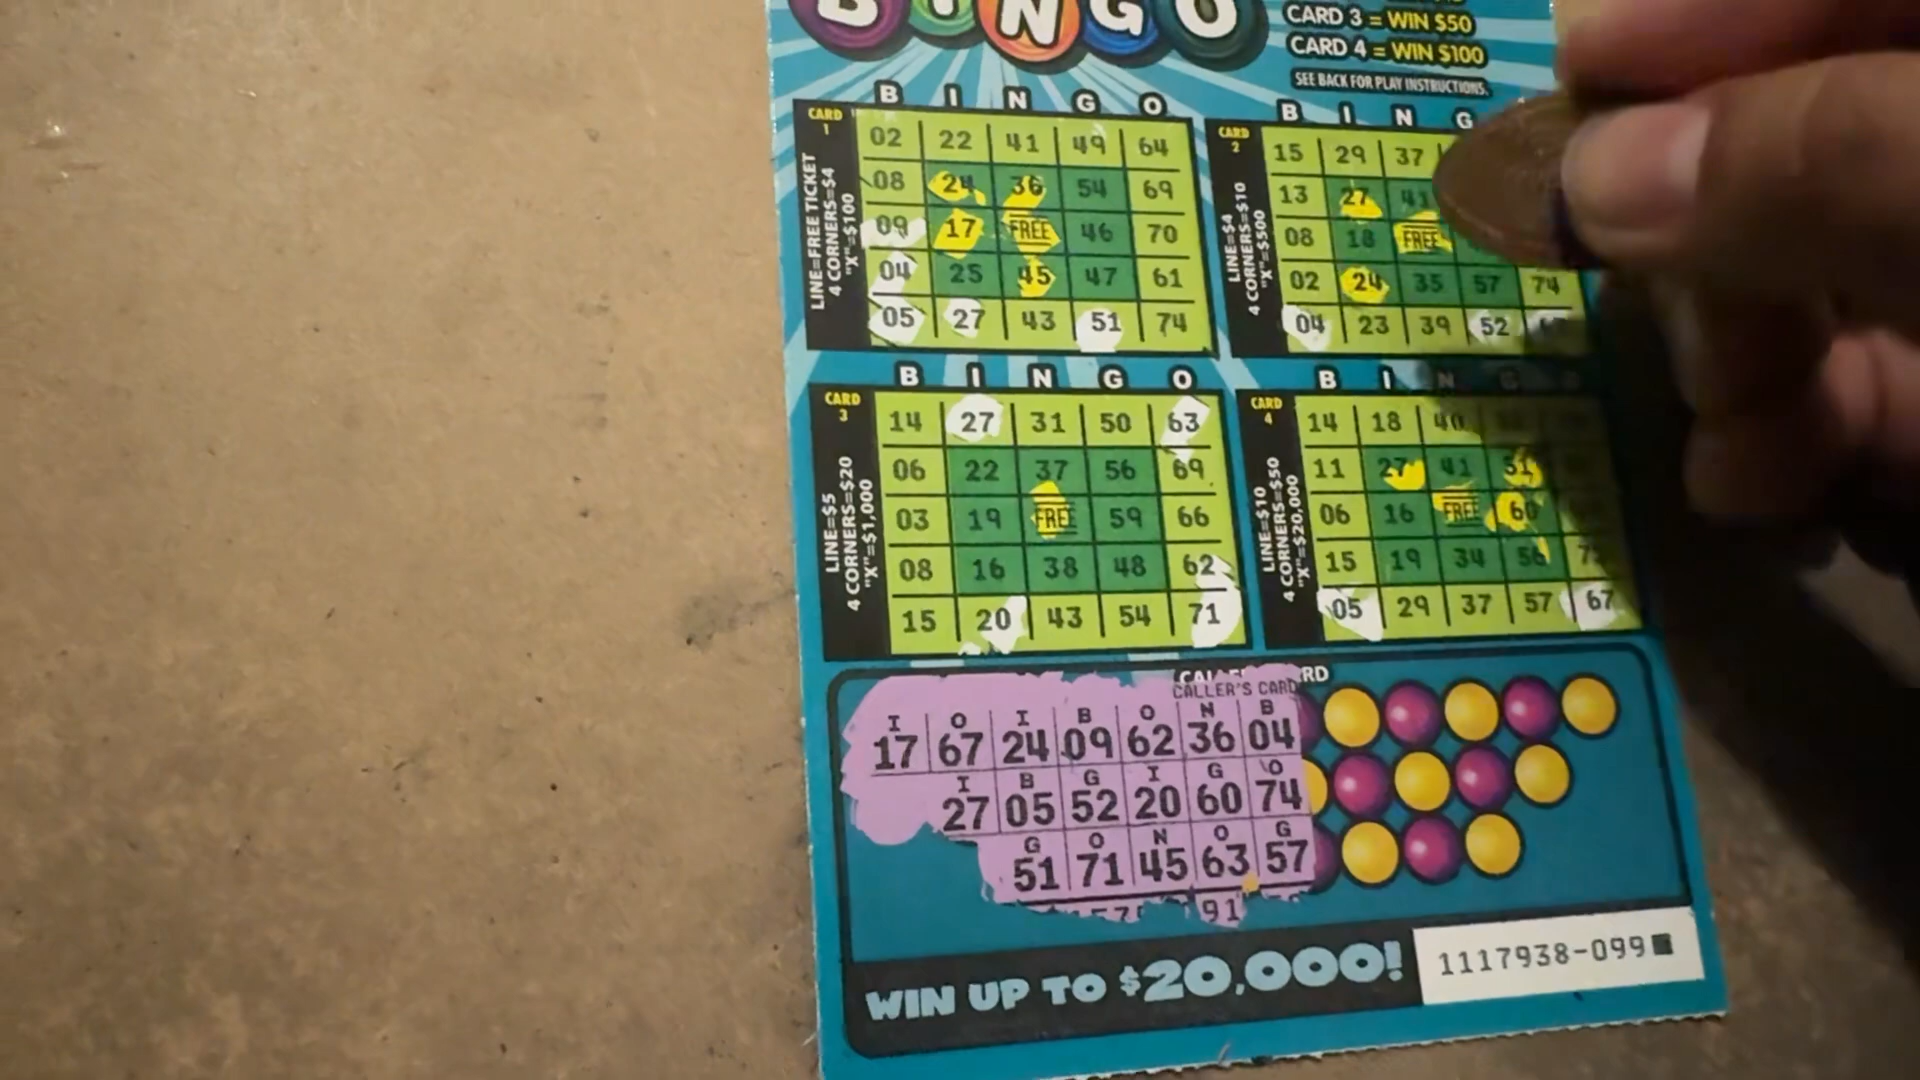 BINGO
CARD 3 = WIN $50
CARD 4 = WIN $100
SEE BACK FOR PLAY INSTRUCTIONS.
CARD 1
LINE=FREE TICKET
4 CORNERS=$4
"X"=$100
B I N G O
02 22 41 49 64
08 24 36 54 69
09 17 FREE 46 70
04 25 45 47 61
05 27 43 51 74
CARD 2
LINE=$4
4 CORNERS=$10
"X"=$500
B I N G
15 29 37
13 27 41
08 18 FREE
02 24 35 57 74
04 23 39 52
CARD 3
LINE=$5
4 CORNERS=$20
"X"=$1,000
B I N G O
14 27 31 50 63
06 22 37 56 69
03 19 FREE 59 66
08 16 38 48 62
15 20 43 54 71
CARD 4
LINE=$10
4 CORNERS=$50
"X"=$20,000
B I N
14 18 40
11 27 41 51
06 16 FREE 60
15 19 34 56
05 29 37 57 67
CALLER'S CARD
I O I B O N B
17 67 24 09 62 36 04
I B G I G O
27 05 52 20 60 74
G O N O G
51 71 45 63 57
91
WIN UP TO $20,000!
1117938-099